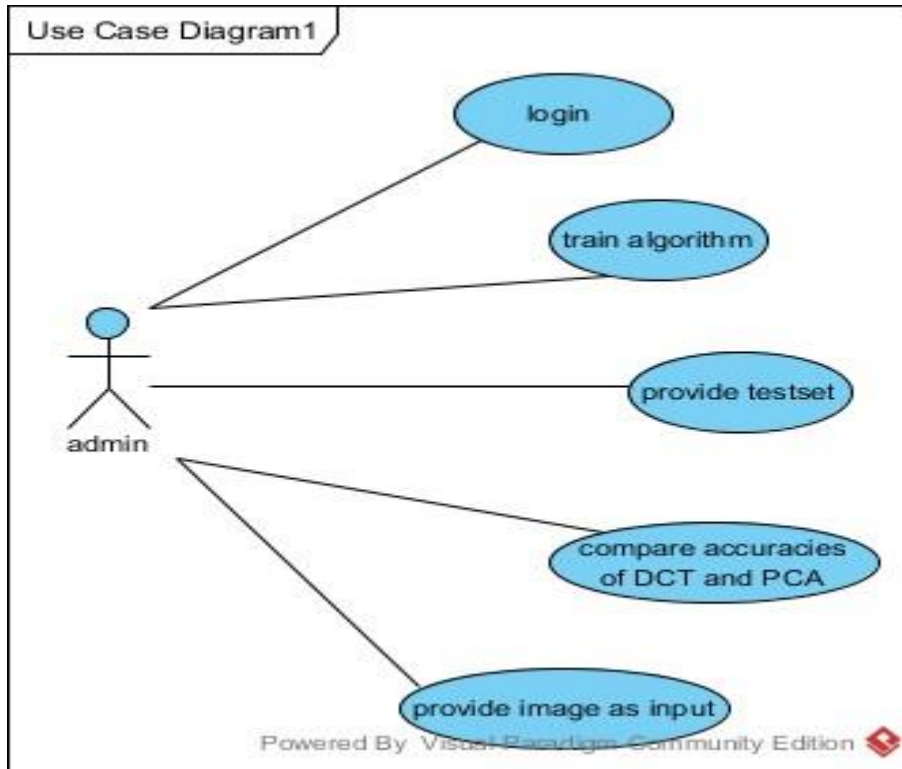 Use Case Diagram1
login
train algorithm
provide testset
admin
compare accuracies
of DCT and PCA
provide image as input
Powered By Visual Paradigm Community Edition